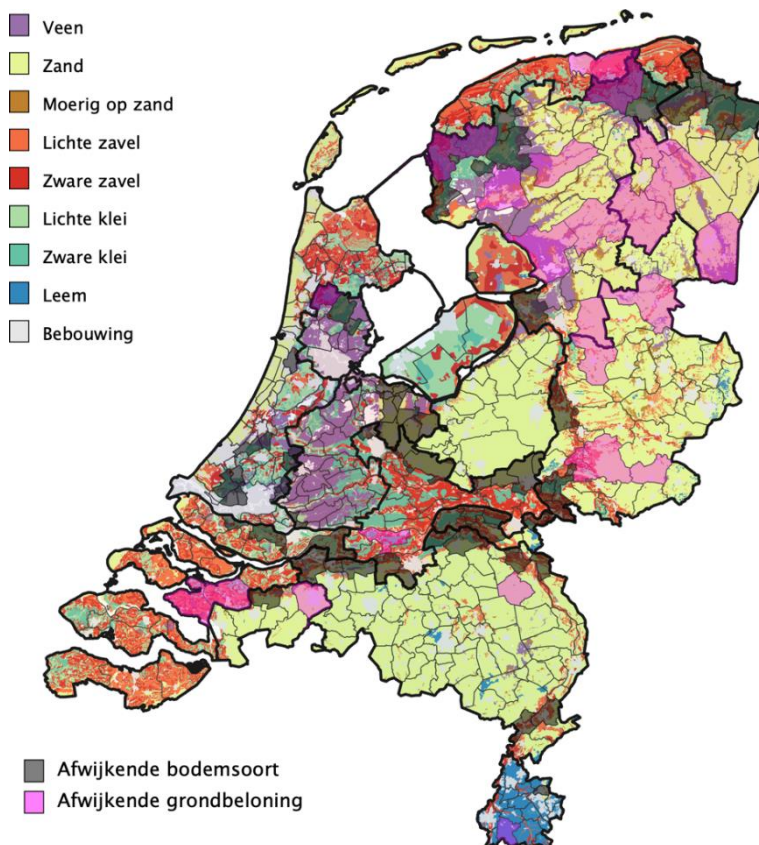 Veen
Zand
Moerig op zand
Lichte zavel
Zware zavel
Lichte klei
Zware klei
Leem
Bebouwing
Afwijkende bodemsoort
Afwijkende grondbeloning